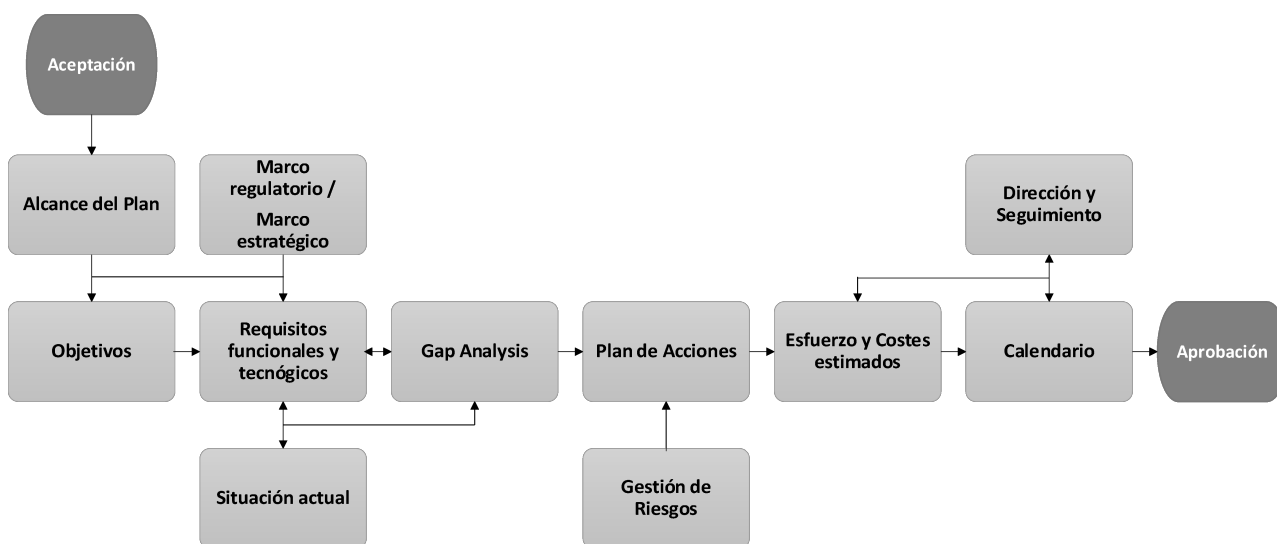 Aceptación
Alcance del Plan
Marco
regulatorio /
Marco
estratégico
Dirección y
Seguimiento
Objetivos
Requisitos
funcionales y
tecnógicos
Gap Analysis
Plan de Acciones
Esfuerzo y Costes
estimados
Calendario
Aprobación
Situación actual
Gestión de
Riesgos